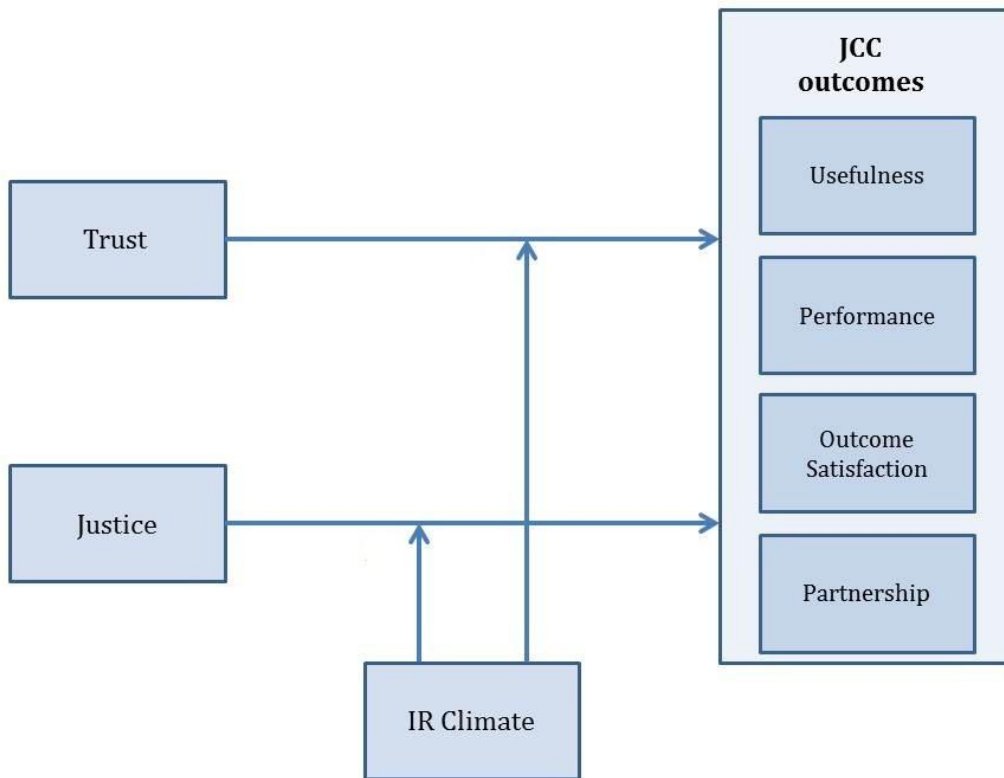 JCC
outcomes
Usefulness
Trust
Performance
Outcome
Satisfaction
Justice
Partnership
IR Climate